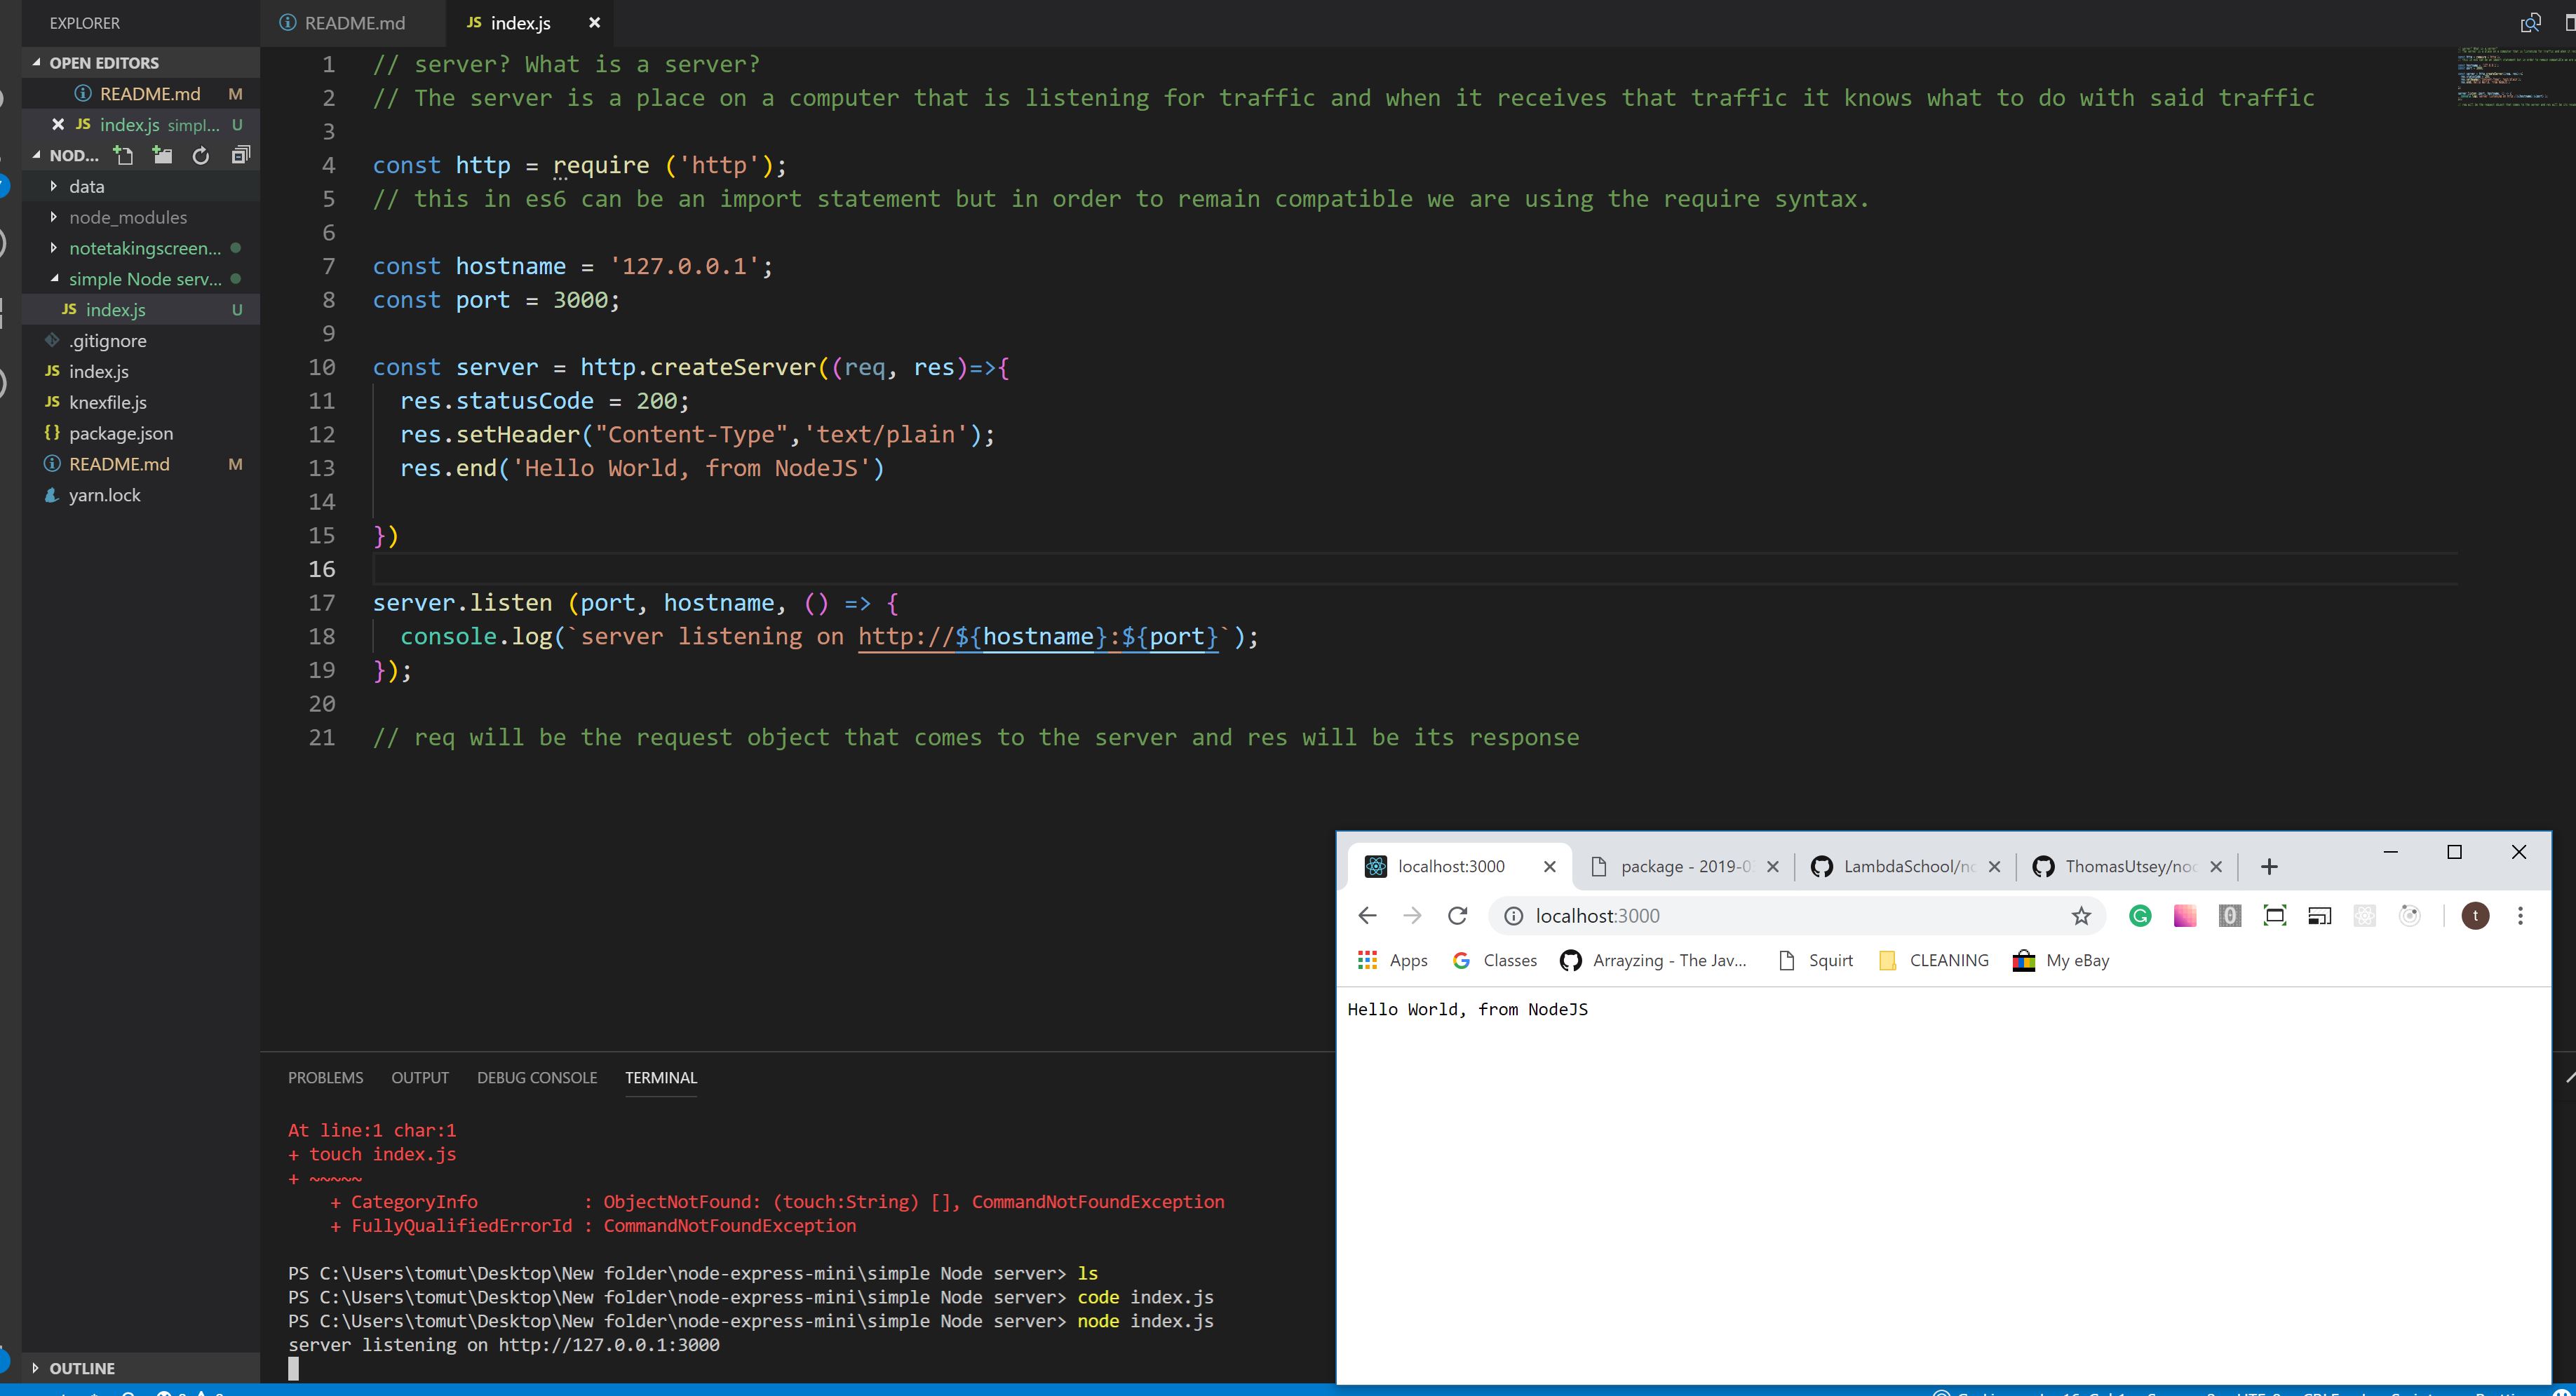 EXPLORER
OPEN EDITORS
README.md M
index.js simpl... U
NOD...
data
node_modules
notetakingscreen...
simple Node serv...
JS index.js U
.gitignore
JS index.js
JS knexfile.js
{} package.json
README.md M
yarn.lock
OUTLINE
README.md
JS index.js
1 // server? What is a server?
2 // The server is a place on a computer that is listening for traffic and when it receives that traffic it knows what to do with said traffic
3
4 const http = require ('http');
5 // this in es6 can be an import statement but in order to remain compatible we are using the require syntax.
6
7 const hostname = '127.0.0.1';
8 const port = 3000;
9
10 const server = http.createServer((req, res)=>{
11 res.statusCode = 200;
12 res.setHeader("Content-Type",'text/plain');
13 res.end('Hello World, from NodeJS')
14
15 })
16
17 server.listen (port, hostname, () => {
18 console.log(`server listening on http://${hostname}:${port}`);
19 });
20
21 // req will be the request object that comes to the server and res will be its response
PROBLEMS OUTPUT DEBUG CONSOLE TERMINAL
At line:1 char:1
+ touch index.js
+ ~~~~~
+ CategoryInfo : ObjectNotFound: (touch:String) [], CommandNotFoundException
+ FullyQualifiedErrorId : CommandNotFoundException
PS C:\Users\tomut\Desktop\New folder\node-express-mini\simple Node server> ls
PS C:\Users\tomut\Desktop\New folder\node-express-mini\simple Node server> code index.js
PS C:\Users\tomut\Desktop\New folder\node-express-mini\simple Node server> node index.js
server listening on http://127.0.0.1:3000
localhost:3000 package - 2019-0 LambdaSchool/no ThomasUtsey/noc
localhost:3000 t
Apps Classes Arrayzing - The Jav... Squirt CLEANING My eBay
Hello World, from NodeJS